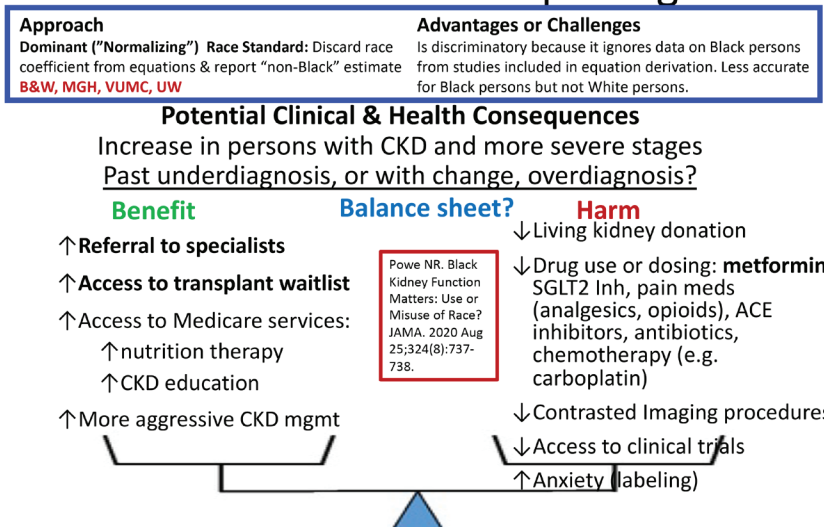 Approach
Dominant ("Normalizing") Race Standard: Discard race
coefficient from equations & report "non-Black" estimate
B&W, MGH, VUMC, UW
Advantages or Challenges
Is discriminatory because it ignores data on Black persons
from studies included in equation derivation. Less accurate
for Black persons but not White persons.
Potential Clinical & Health Consequences
Increase in persons with CKD and more severe stages
Past underdiagnosis, or with change, overdiagnosis?
Benefit
↑Referral to specialists
↑Access to transplant waitlist
↑Access to Medicare services:
↑nutrition therapy
↑CKD education
↑More aggressive CKD mgmt
Balance sheet?
Powe NR. Black
Kidney Function
Matters: Use or
Misuse of Race?
JAMA. 2020 Aug
25;324(8):737-
738.
Harm
↓Living kidney donation
↓Drug use or dosing: metformin
SGLT2 Inh, pain meds
(analgesics, opioids), ACE
inhibitors, antibiotics,
chemotherapy (e.g.
carboplatin)
↓Contrasted Imaging procedures
↓Access to clinical trials
↑Anxiety (labeling)